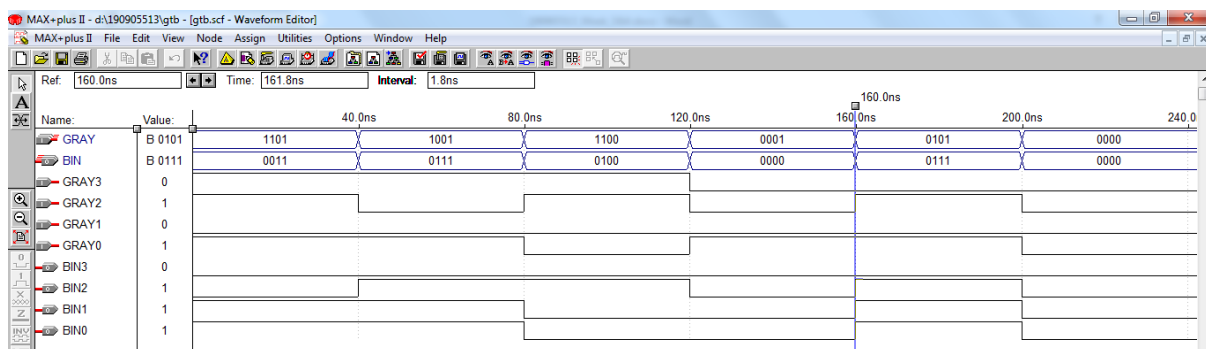 MAX+plus II - d:\190905513\gtb - [gtb.scf - Waveform Editor]
MAX+plus II File Edit View Node Assign Utilities Options Window Help
Ref: 160.0ns Time: 161.8ns Interval: 1.8ns
160.0ns
Name: Value: 40.0ns 80.0ns 120.0ns 160.0ns 200.0ns 240.0
GRAY B 0101 1101 1001 1100 0001 0101 0000
BIN B 0111 0011 0111 0100 0000 0111 0000
GRAY3 0
GRAY2 1
GRAY1 0
GRAY0 1
BIN3 0
BIN2 1
BIN1 1
BIN0 1